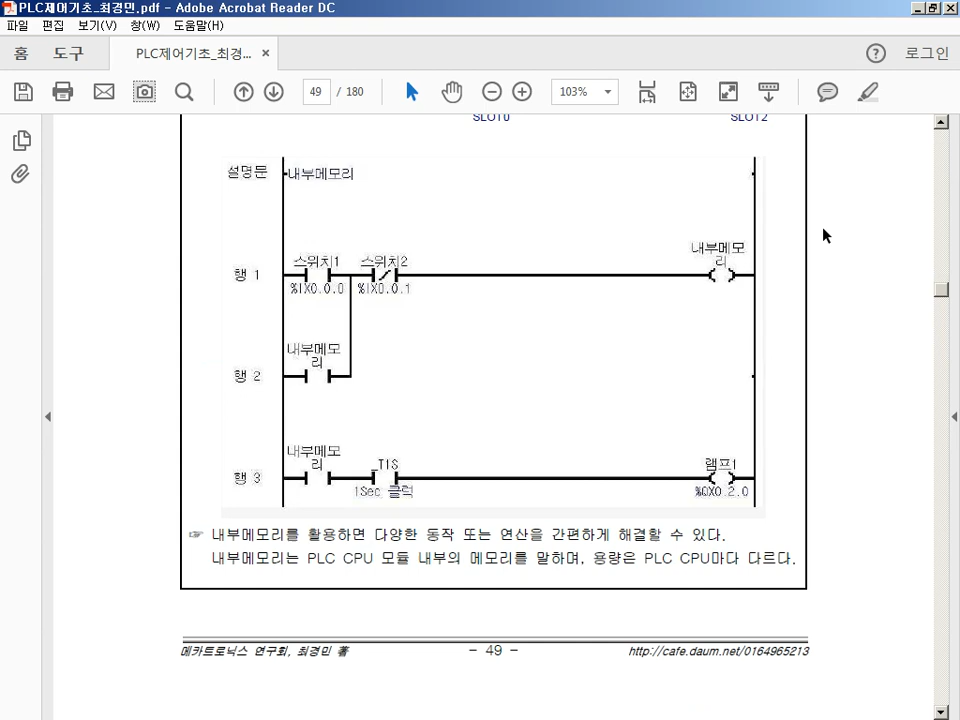 PLC제어기초_최경민.pdf - Adobe Acrobat Reader DC
파일 편집 보기(V) 창(W) 도움말(H)
홈 도구 PLC제어기초_최경... × 로그인
49 / 180 103%
SLOT0 SLOT2
설명문 내부메모리
스위치1 스위치2 내부메모
리
행 1
%IX0.0.0 %IX0.0.1
내부메모
리
행 2
내부메모
리 _T1S 램프1
행 3
1Sec 클럭 %QX0.2.0
☞ 내부메모리를 활용하면 다양한 동작 또는 연산을 간편하게 해결할 수 있다.
내부메모리는 PLC CPU 모듈 내부의 메모리를 말하며, 용량은 PLC CPU마다 다르다.
메카트로닉스 연구회, 최경민 著 - 49 - http://cafe.daum.net/0164965213